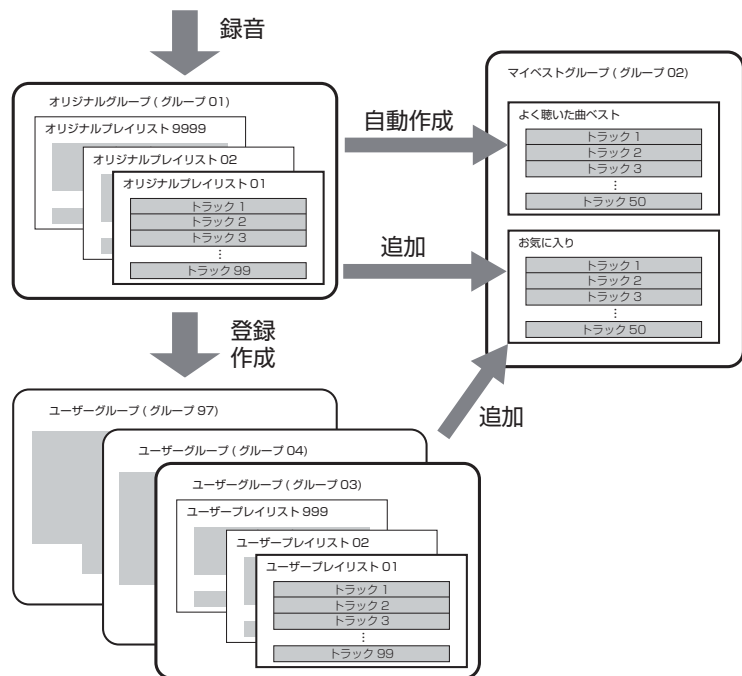 録音
オリジナルグループ ( グループ 01)
オリジナルプレイリスト 9999
オリジナルプレイリスト 02
オリジナルプレイリスト 01
トラック 1
トラック 2
トラック 3
⋮
トラック 99
自動作成
追加
マイベストグループ ( グループ 02)
よく聴いた曲ベスト
トラック 1
トラック 2
トラック 3
⋮
トラック 50
お気に入り
トラック 1
トラック 2
トラック 3
⋮
トラック 50
登録
作成
追加
ユーザーグループ ( グループ 97)
ユーザーグループ ( グループ 04)
ユーザーグループ ( グループ 03)
ユーザープレイリスト 999
ユーザープレイリスト 02
ユーザープレイリスト 01
トラック 1
トラック 2
トラック 3
⋮
トラック 99